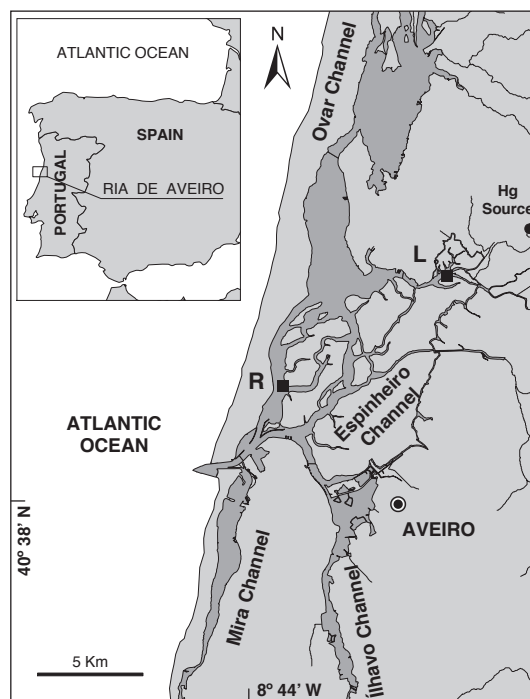 ATLANTIC OCEAN
SPAIN
PORTUGAL
RIA DE AVEIRO
N
Ovar Channel
Hg
Source
L
R
Espinheiro
Channel
ATLANTIC
OCEAN
AVEIRO
40° 38' N
Mira Channel
ílhavo Channel
5 Km
8° 44' W